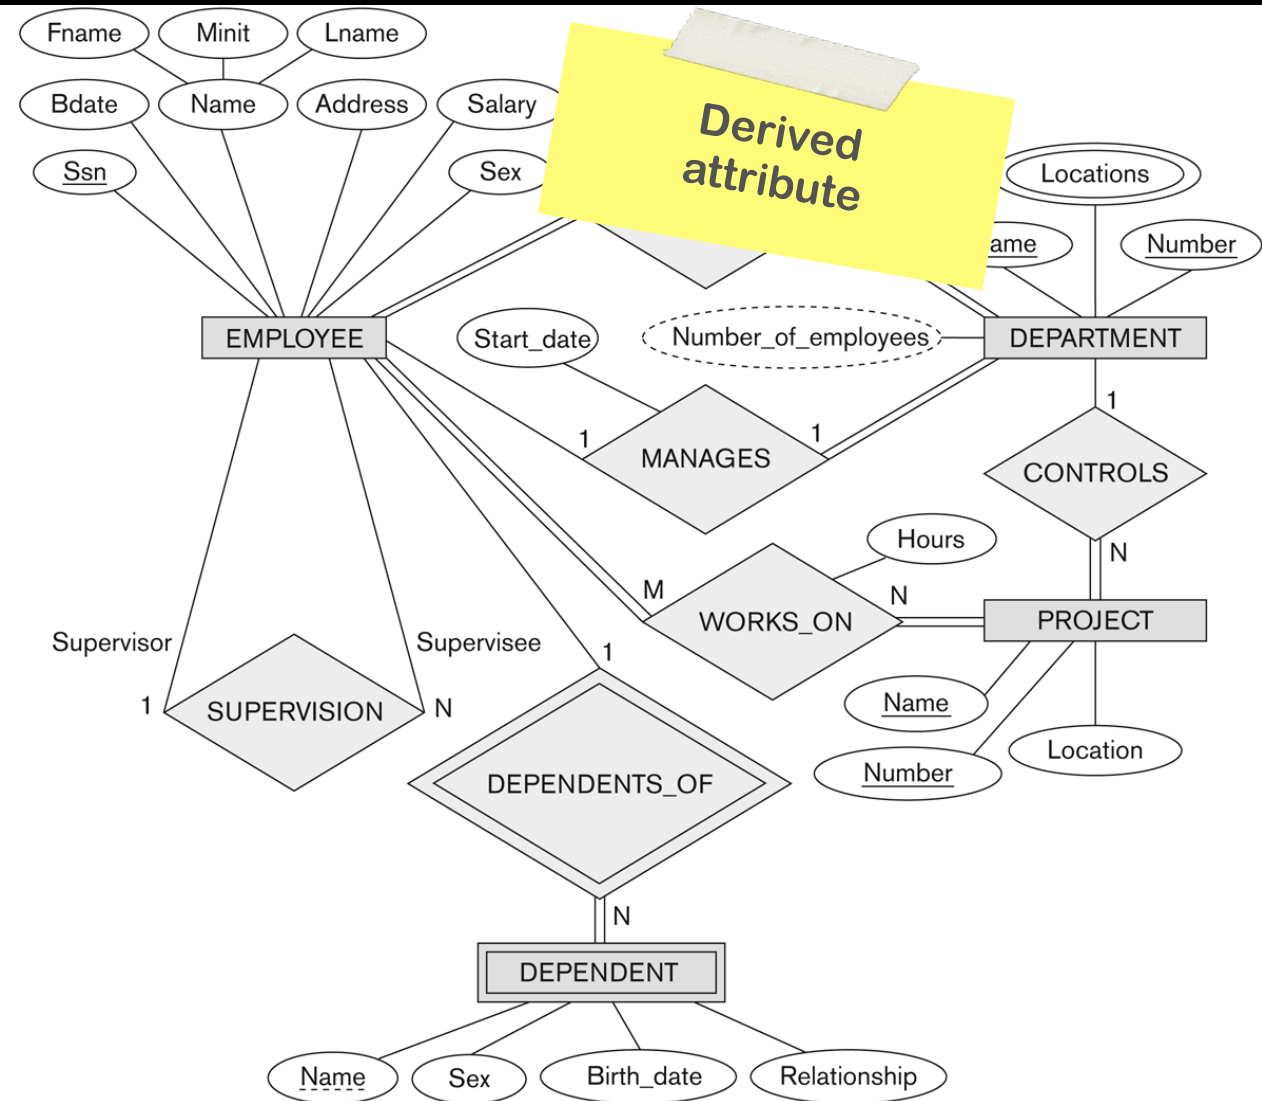 Fname Minit Lname
Bdate Name Address Salary
Derived
attribute
Ssn Sex Locations
ame Number
EMPLOYEE Start_date Number_of_employees DEPARTMENT
1
1 MANAGES 1
CONTROLS
Hours
N
M WORKS_ON N PROJECT
Supervisor Supervisee
1
Name
1 SUPERVISION N
Location
Number
DEPENDENTS_OF
N
DEPENDENT
Name Sex Birth_date Relationship